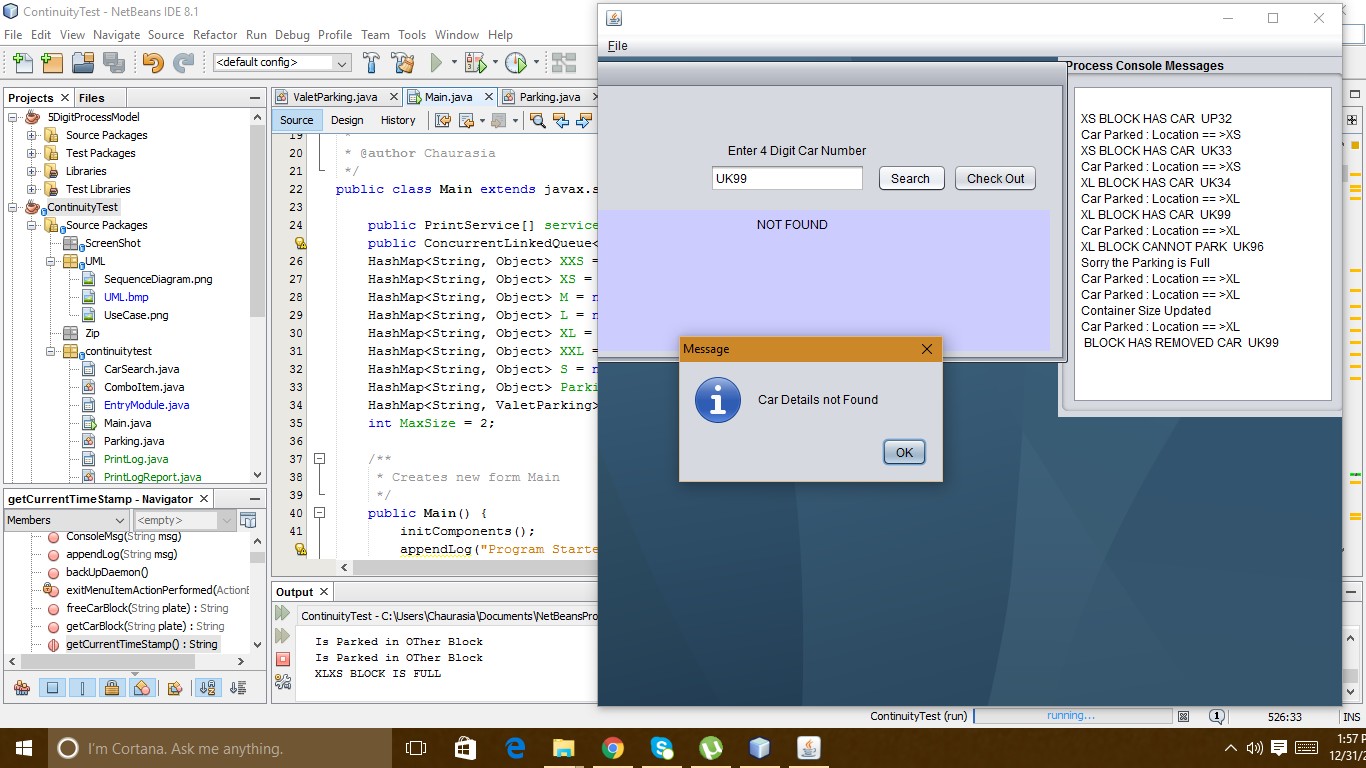 ContinuityTest - NetBeans IDE 8.1
File Edit View Navigate Source Refactor Run Debug Profile Team Tools Window Help
<default config>
Projects Files
5DigitProcessModel
Source Packages
Test Packages
Libraries
Test Libraries
ContinuityTest
Source Packages
ScreenShot
UML
SequenceDiagram.png
UML.bmp
UseCase.png
Zip
continuitytest
CarSearch.java
ComboItem.java
EntryModule.java
Main.java
Parking.java
PrintLog.java
PrintLogReport.java
getCurrentTimeStamp - Navigator
Members <empty>
ConsoleMsg(String msg)
appendLog(String msg)
backUpDaemon()
exitMenuItemActionPerformed(ActionE
freeCarBlock(String plate) : String
getCarBlock(String plate) : String
getCurrentTimeStamp() : String
ValetParking.java Main.java Parking.java
Source Design History
19 *
20 * @author Chaurasia
21 */
22 public class Main extends javax.s
23
24 public PrintService[] service
public ConcurrentLinkedQueue<
26 HashMap<String, Object> XXS =
27 HashMap<String, Object> XS =
28 HashMap<String, Object> M = n
29 HashMap<String, Object> L = n
30 HashMap<String, Object> XL =
31 HashMap<String, Object> XXL =
32 HashMap<String, Object> S = n
33 HashMap<String, Object> Parki
34 HashMap<String, ValetParking>
35 int MaxSize = 2;
36
37 /**
38 * Creates new form Main
39 */
40 public Main() {
41 initComponents();
appendLog("Program Starte
Output
ContinuityTest - C:\Users\Chaurasia\Documents\NetBeansPro
Is Parked in OTher Block
Is Parked in OTher Block
XLXS BLOCK IS FULL
File
Enter 4 Digit Car Number
UK99 Search Check Out
NOT FOUND
Process Console Messages
XS BLOCK HAS CAR UP32
Car Parked : Location == >XS
XS BLOCK HAS CAR UK33
Car Parked : Location == >XS
XL BLOCK HAS CAR UK34
Car Parked : Location == >XL
XL BLOCK HAS CAR UK99
Car Parked : Location == >XL
XL BLOCK CANNOT PARK UK96
Sorry the Parking is Full
Car Parked : Location == >XL
Car Parked : Location == >XL
Container Size Updated
Car Parked : Location == >XL
BLOCK HAS REMOVED CAR UK99
Message
Car Details not Found
OK
ContinuityTest (run) running... 526:33 INS
I'm Cortana. Ask me anything.
1:57 P
12/31/2